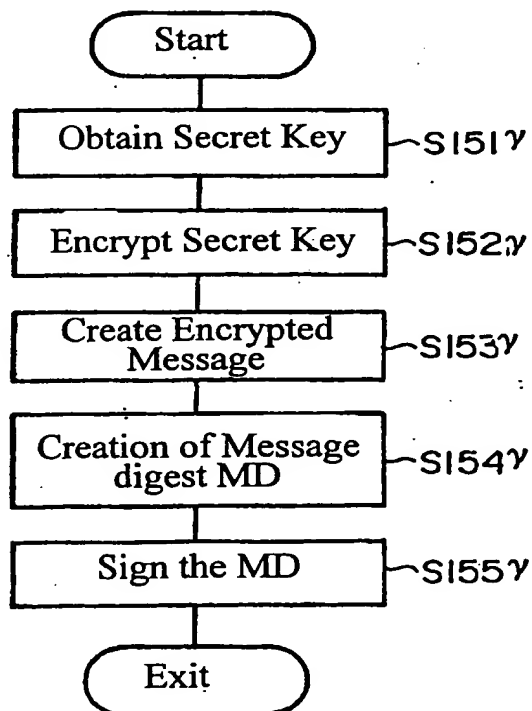 Start
Obtain Secret Key
S151γ
Encrypt Secret Key
S152γ
Create Encrypted
Message
S153γ
Creation of Message
digest MD
S154γ
Sign the MD
S155γ
Exit